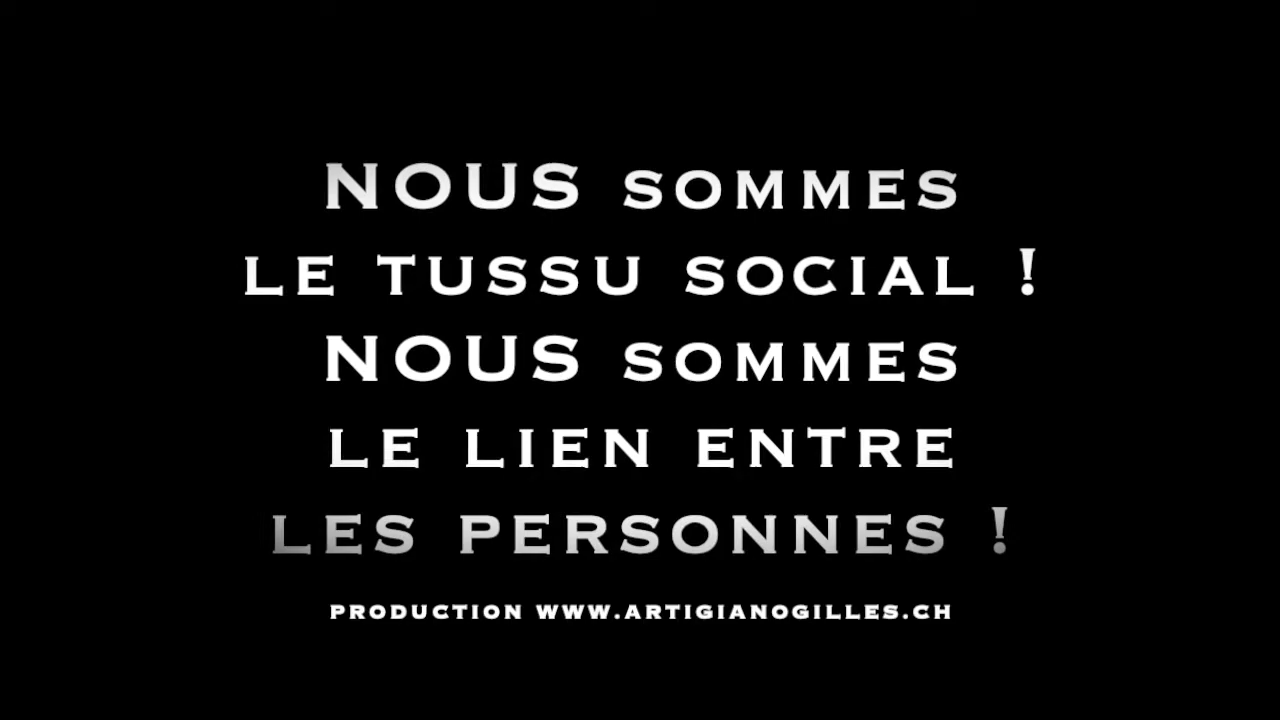 NOUS SOMMES
LE TUSSU SOCIAL !
NOUS SOMMES
LE LIEN ENTRE
LES PERSONNES !
PRODUCTION WWW.ARTIGIANOGILLES.CH